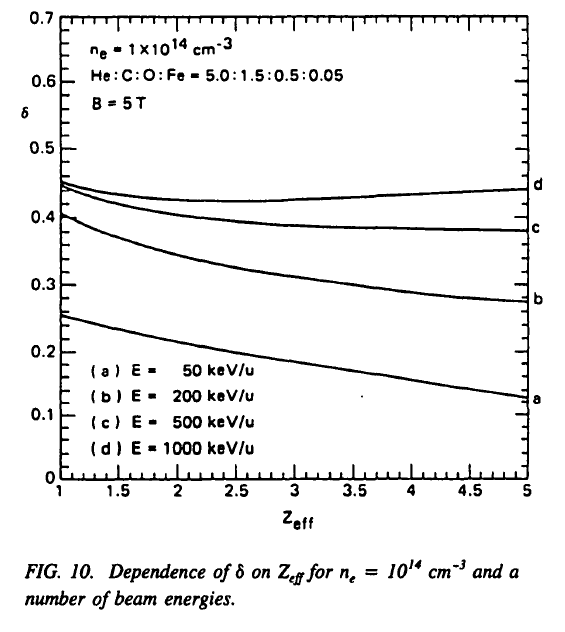 0.7
n_e = 1×10^14 cm^-3
He:C:O:Fe = 5.0:1.5:0.5:0.05
B = 5T
0.6
δ
0.5
0.4
0.3
0.2
0.1
0
d
c
b
a
(a) E = 50 keV/u
(b) E = 200 keV/u
(c) E = 500 keV/u
(d) E = 1000 keV/u
1 1.5 2 2.5 3 3.5 4 4.5 5
Z_eff
FIG. 10. Dependence of δ on Z_eff for n_e = 10^14 cm^-3 and a
number of beam energies.